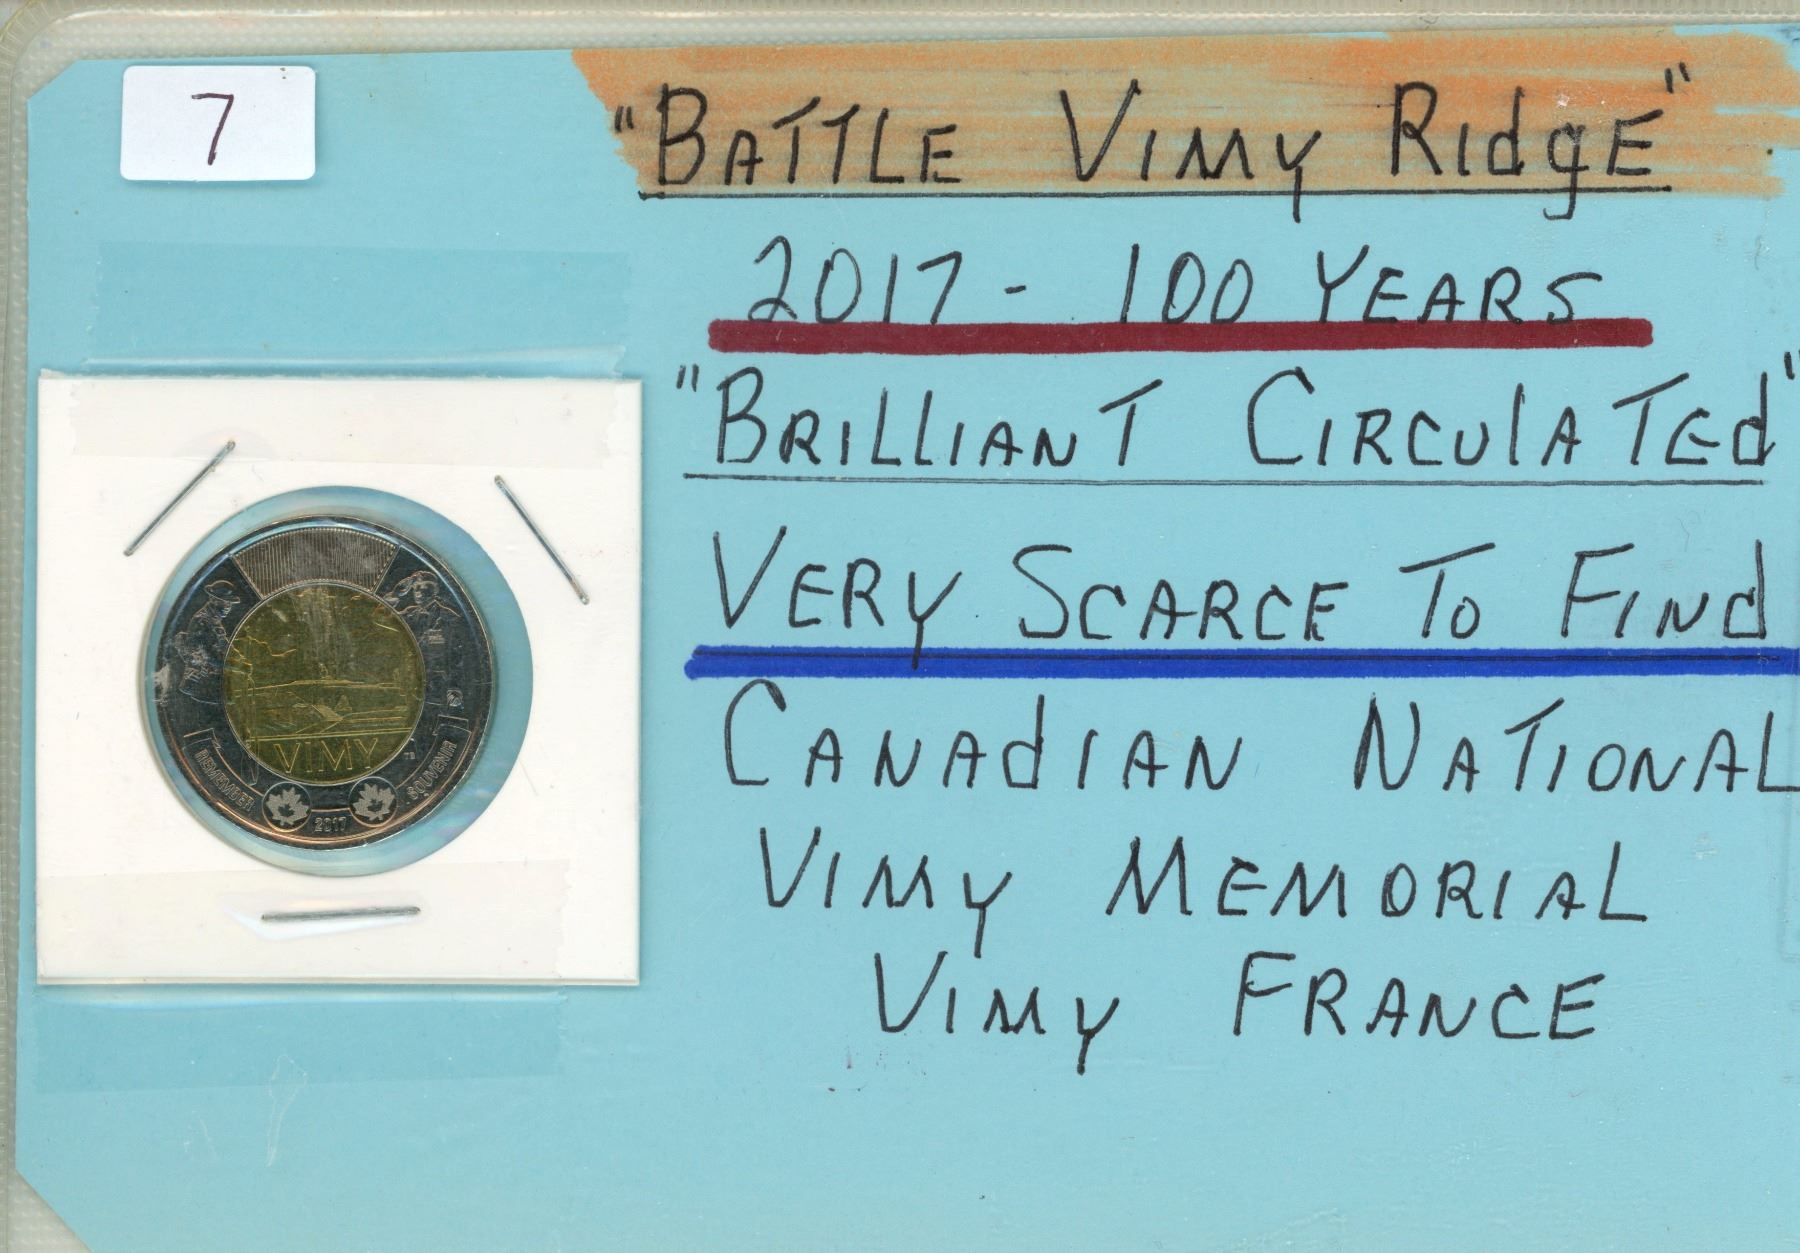 7
"BATTLE VIMY RIdgE"
2017 - 100 YEARS
"BRILLIANT CIRCULATEd"
VERY SCARCE TO FINd
CANAdIAN NATIONAL
VIMY MEMORIAL
VIMY FRANCE
VIMY
TB
REMEMBER
SOUVENIR
2017